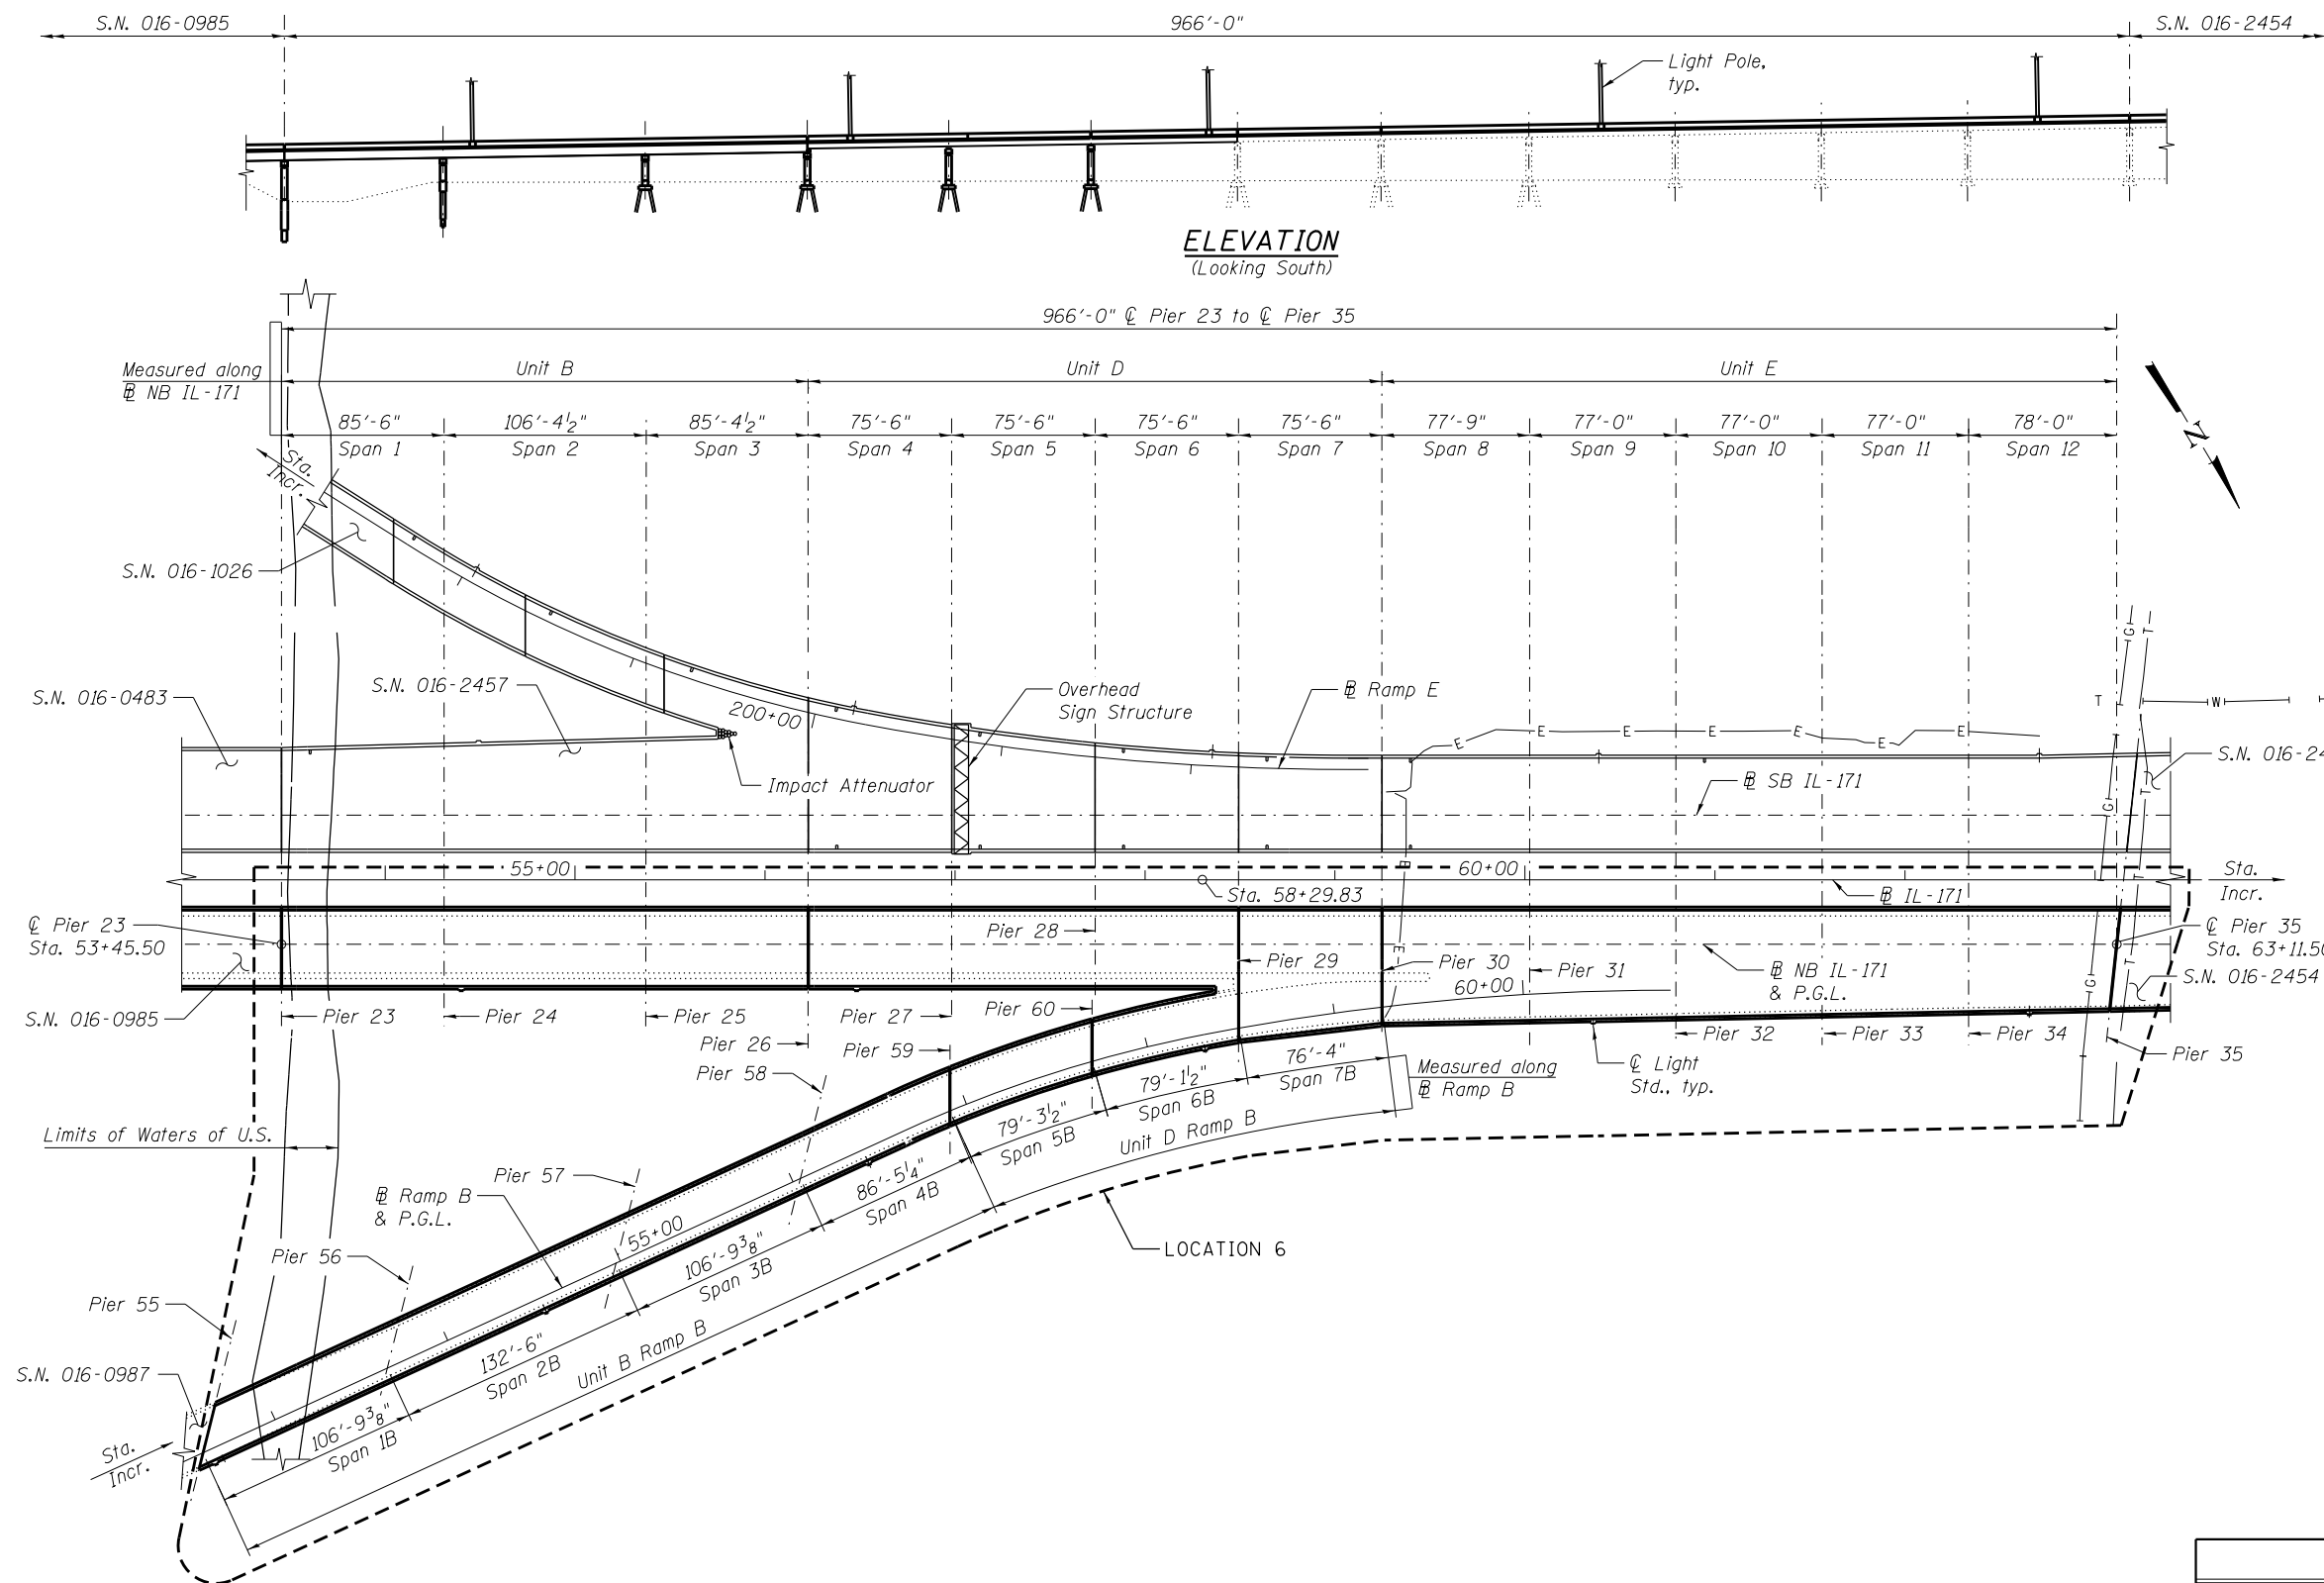 S.N. 016-0985
966'-0"
S.N. 016-2454
Light Pole,
typ.
ELEVATION
(Looking South)
966'-0" ℄ Pier 23 to ℄ Pier 35
Measured along
℄ NB IL-171
Unit B
Unit D
Unit E
85'-6"
106'-4½"
85'-4½"
75'-6"
75'-6"
75'-6"
75'-6"
77'-9"
77'-0"
77'-0"
77'-0"
78'-0"
Span 1
Span 2
Span 3
Span 4
Span 5
Span 6
Span 7
Span 8
Span 9
Span 10
Span 11
Span 12
Sta.
Incr.
N
S.N. 016-1026
S.N. 016-0483
S.N. 016-2457
200+00
Overhead
Sign Structure
℄ Ramp E
Impact Attenuator
℄ SB IL-171
E
E
E
E
E
E
E
G
T
T
W
G
T
S.N. 016-24
55+00
60+00
Sta. 58+29.83
℄ IL-171
Sta.
Incr.
E
E
℄ Pier 23
Sta. 53+45.50
Pier 28
Pier 29
Pier 30
Pier 31
℄ NB IL-171
& P.G.L.
℄ Pier 35
Sta. 63+11.50
S.N. 016-2454
60+00
G
T
T
S.N. 016-0985
Pier 23
Pier 24
Pier 25
Pier 26
Pier 27
Pier 60
Pier 59
Pier 58
Pier 32
Pier 33
Pier 34
Pier 35
℄ Light
Std., typ.
Measured along
℄ Ramp B
76'-4"
Span 7B
79'-1½"
Span 6B
79'-3½"
Span 5B
Unit D Ramp B
86'-5¼"
Span 4B
Limits of Waters of U.S.
Pier 57
℄ Ramp B
& P.G.L.
55+00
106'-9⅜"
Span 3B
LOCATION 6
Pier 56
Pier 55
132'-6"
Span 2B
Unit B Ramp B
S.N. 016-0987
106'-9⅜"
Span 1B
Sta.
Incr.